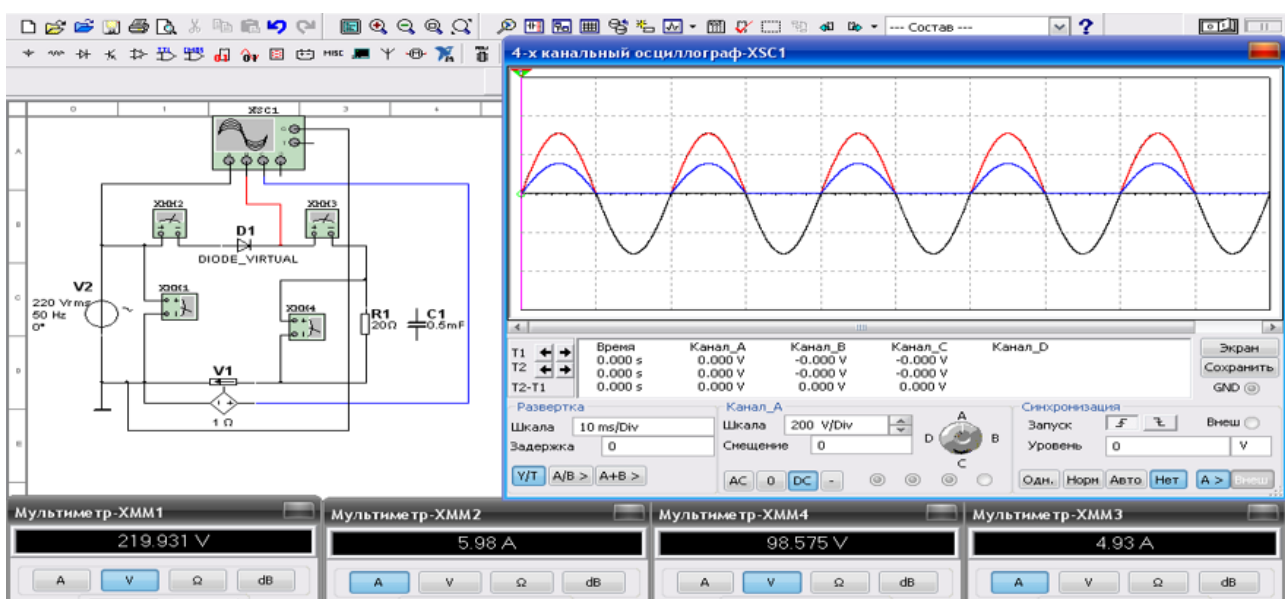 --- Состав ---
MISC
4-х канальный осциллограф-XSC1
0 1 3 4
A
B
C
D
E
XSC1
G
T
XMM2
XMM3
D1
DIODE_VIRTUAL
V2
220 Vrms
50 Hz
0°
XMM1
XMM4
R1
20Ω
C1
0.5mF
V1
1 Ω
T1
T2
T2-T1
Время Канал_A Канал_B Канал_C Канал_D
0.000 s 0.000 V -0.000 V -0.000 V
0.000 s 0.000 V -0.000 V -0.000 V
0.000 s 0.000 V 0.000 V 0.000 V
Экран
Сохранить
GND
Развертка
Шкала 10 ms/Div
Задержка 0
Y/T A/B > A+B >
Канал_A
Шкала 200 V/Div
Смещение 0
AC 0 DC -
A
B
C
D
Синхронизация
Запуск Внеш
Уровень 0 V
Одн. Норм Авто Нет A > Внеш
Мультиметр-XMM1
219.931 V
A V Ω dB
Мультиметр-XMM2
5.98 A
A V Ω dB
Мультиметр-XMM4
98.575 V
A V Ω dB
Мультиметр-XMM3
4.93 A
A V Ω dB